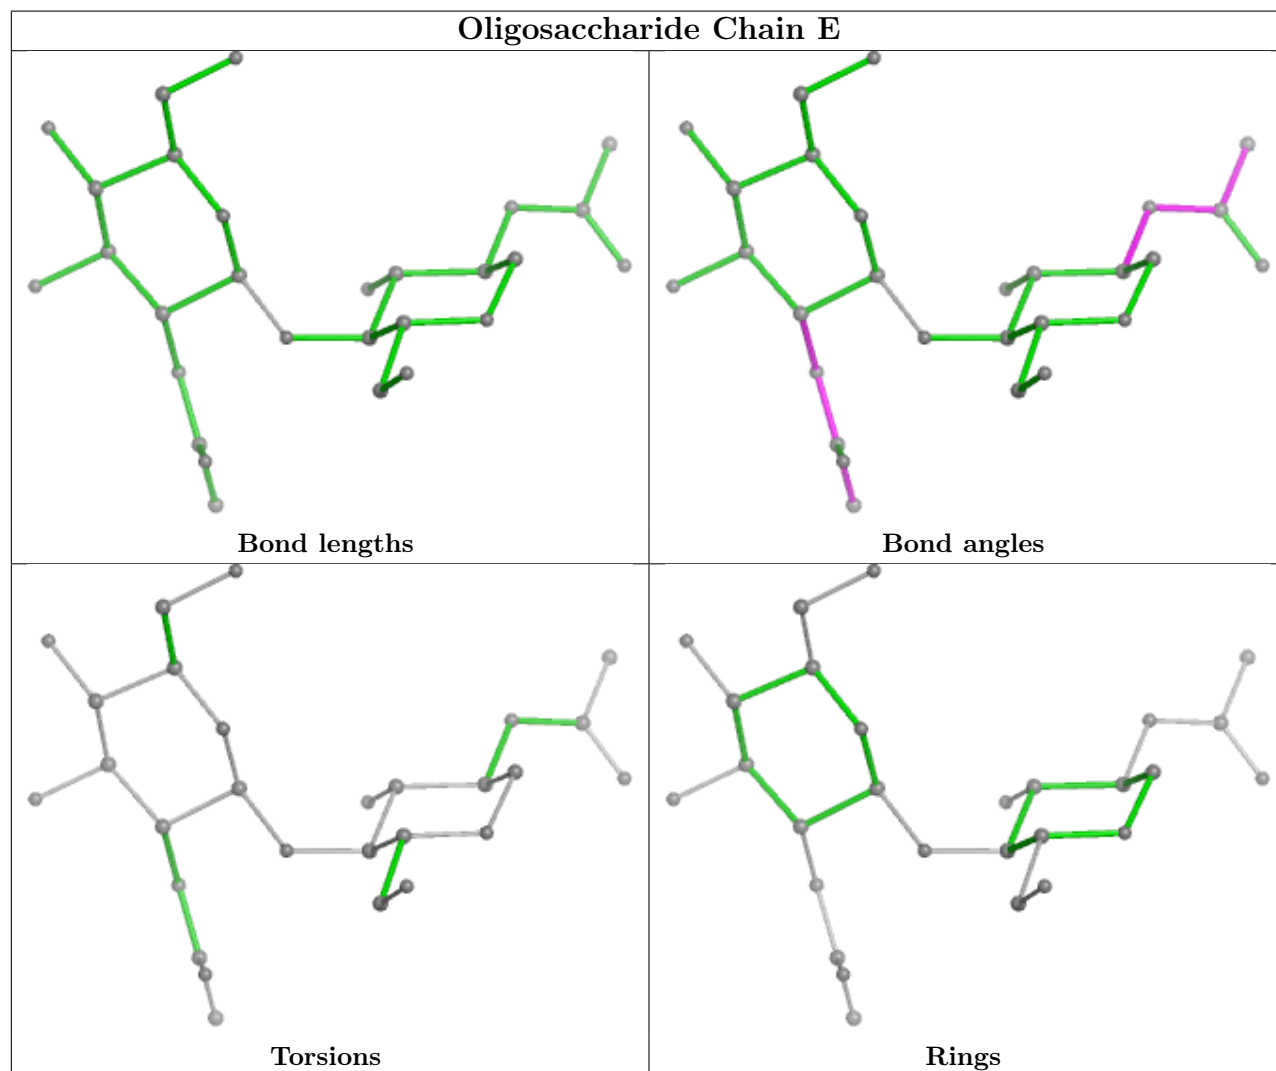 Oligosaccharide Chain E
Bond lengths
Bond angles
Torsions
Rings